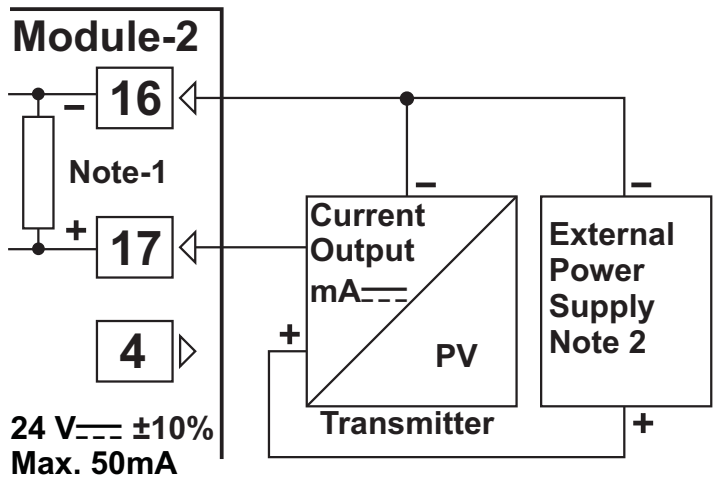 Module-2
− 16
Note-1
+ 17
4
24 V ±10%
Max. 50mA
−
Current
Output
mA
+
PV
Transmitter
−
External
Power
Supply
Note 2
+